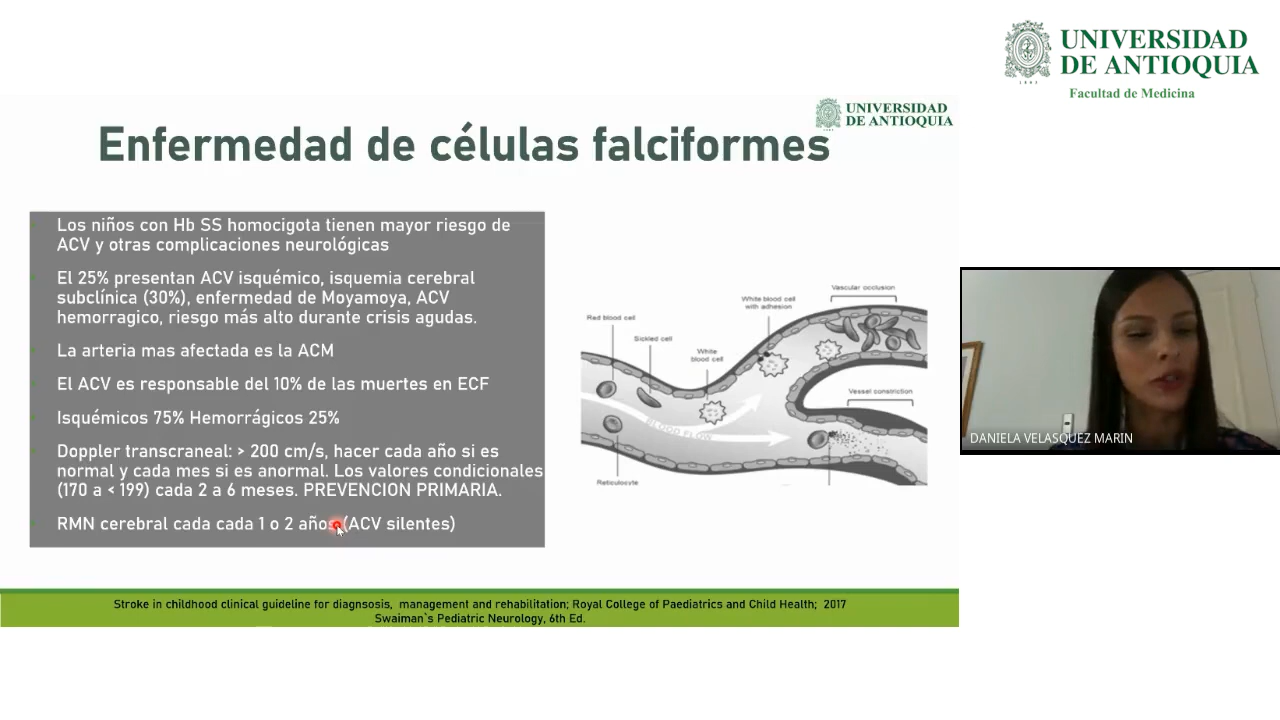 UNIVERSIDAD
DE ANTIOQUIA
1803
Facultad de Medicina
UNIVERSIDAD
DE ANTIOQUIA
Enfermedad de células falciformes
Los niños con Hb SS homocigota tienen mayor riesgo de
ACV y otras complicaciones neurológicas
El 25% presentan ACV isquémico, isquemia cerebral
subclínica (30%), enfermedad de Moyamoya, ACV
hemorragico, riesgo más alto durante crisis agudas.
La arteria mas afectada es la ACM
El ACV es responsable del 10% de las muertes en ECF
Isquémicos 75% Hemorrágicos 25%
Doppler transcraneal: > 200 cm/s, hacer cada año si es
normal y cada mes si es anormal. Los valores condicionales
(170 a < 199) cada 2 a 6 meses. PREVENCION PRIMARIA.
RMN cerebral cada cada 1 o 2 años (ACV silentes)
Vascular occlusion
White blood cell
with adhesion
Red blood cell
Sickled cell
White
blood cell
Vessel constriction
BLOOD FLOW
Reticulocyte
DANIELA VELASQUEZ MARIN
Stroke in childhood clinical guideline for diagnsosis, management and rehabilitation; Royal College of Paediatrics and Child Health; 2017
Swaiman`s Pediatric Neurology, 6th Ed.